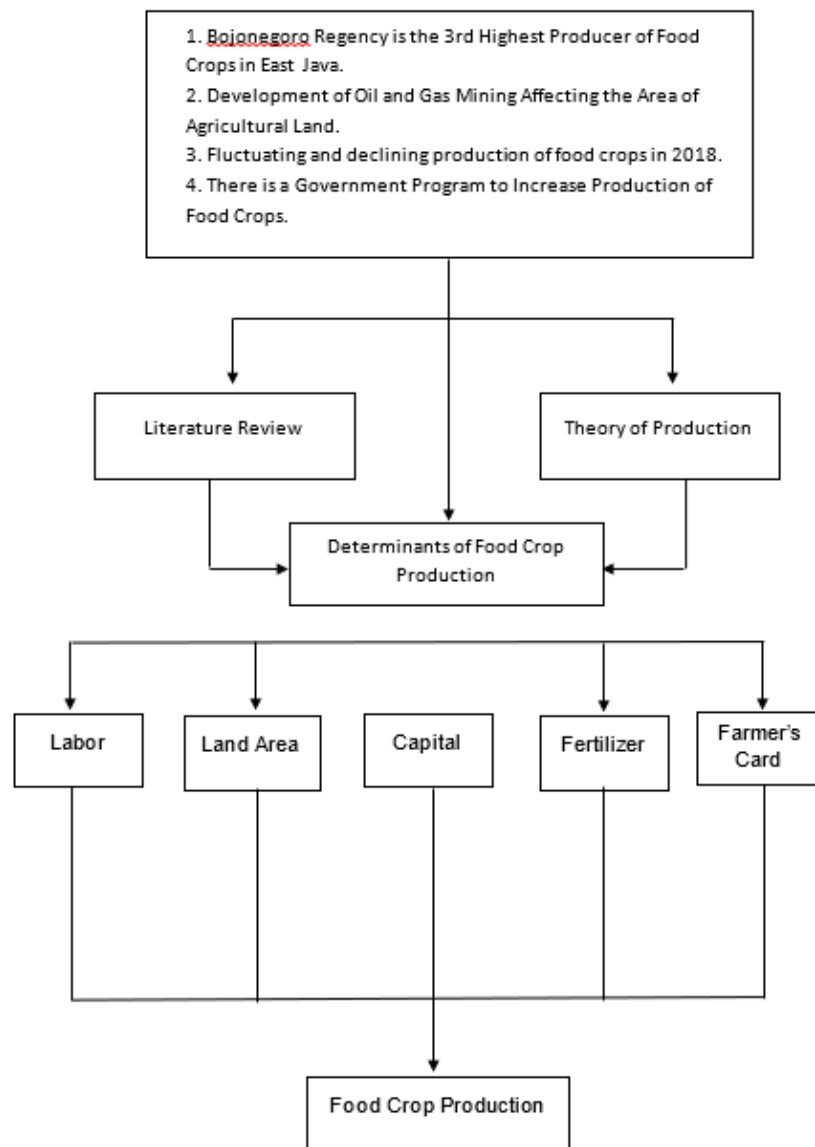 1. Bojonegoro Regency is the 3rd Highest Producer of Food
Crops in East Java.
2. Development of Oil and Gas Mining Affecting the Area of
Agricultural Land.
3. Fluctuating and declining production of food crops in 2018.
4. There is a Government Program to Increase Production of
Food Crops.
Literature Review
Theory of Production
Determinants of Food Crop
Production
Labor
Land Area
Capital
Fertilizer
Farmer's
Card
Food Crop Production